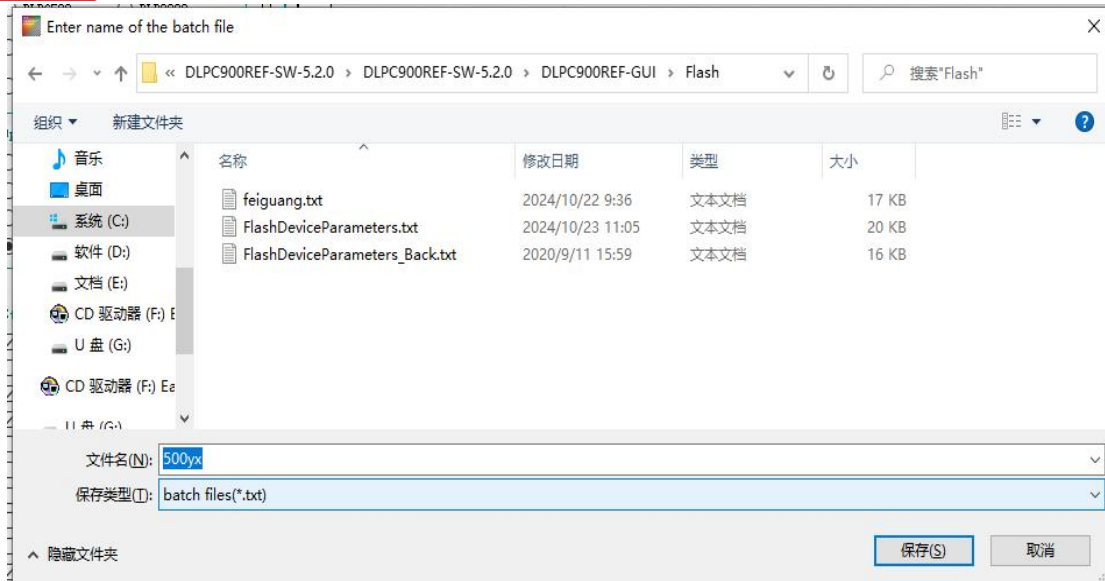 Enter name of the batch file
« DLPC900REF-SW-5.2.0 › DLPC900REF-SW-5.2.0 › DLPC900REF-GUI › Flash
搜索"Flash"
组织 新建文件夹
名称 修改日期 类型 大小
音乐
桌面
系统 (C:)
软件 (D:)
文档 (E:)
CD 驱动器 (F:) E
U 盘 (G:)
CD 驱动器 (F:) Ea
U 盘 (G:)
feiguang.txt 2024/10/22 9:36 文本文档 17 KB
FlashDeviceParameters.txt 2024/10/23 11:05 文本文档 20 KB
FlashDeviceParameters_Back.txt 2020/9/11 15:59 文本文档 16 KB
文件名(N): 500yx
保存类型(T): batch files(*.txt)
隐藏文件夹 保存(S) 取消